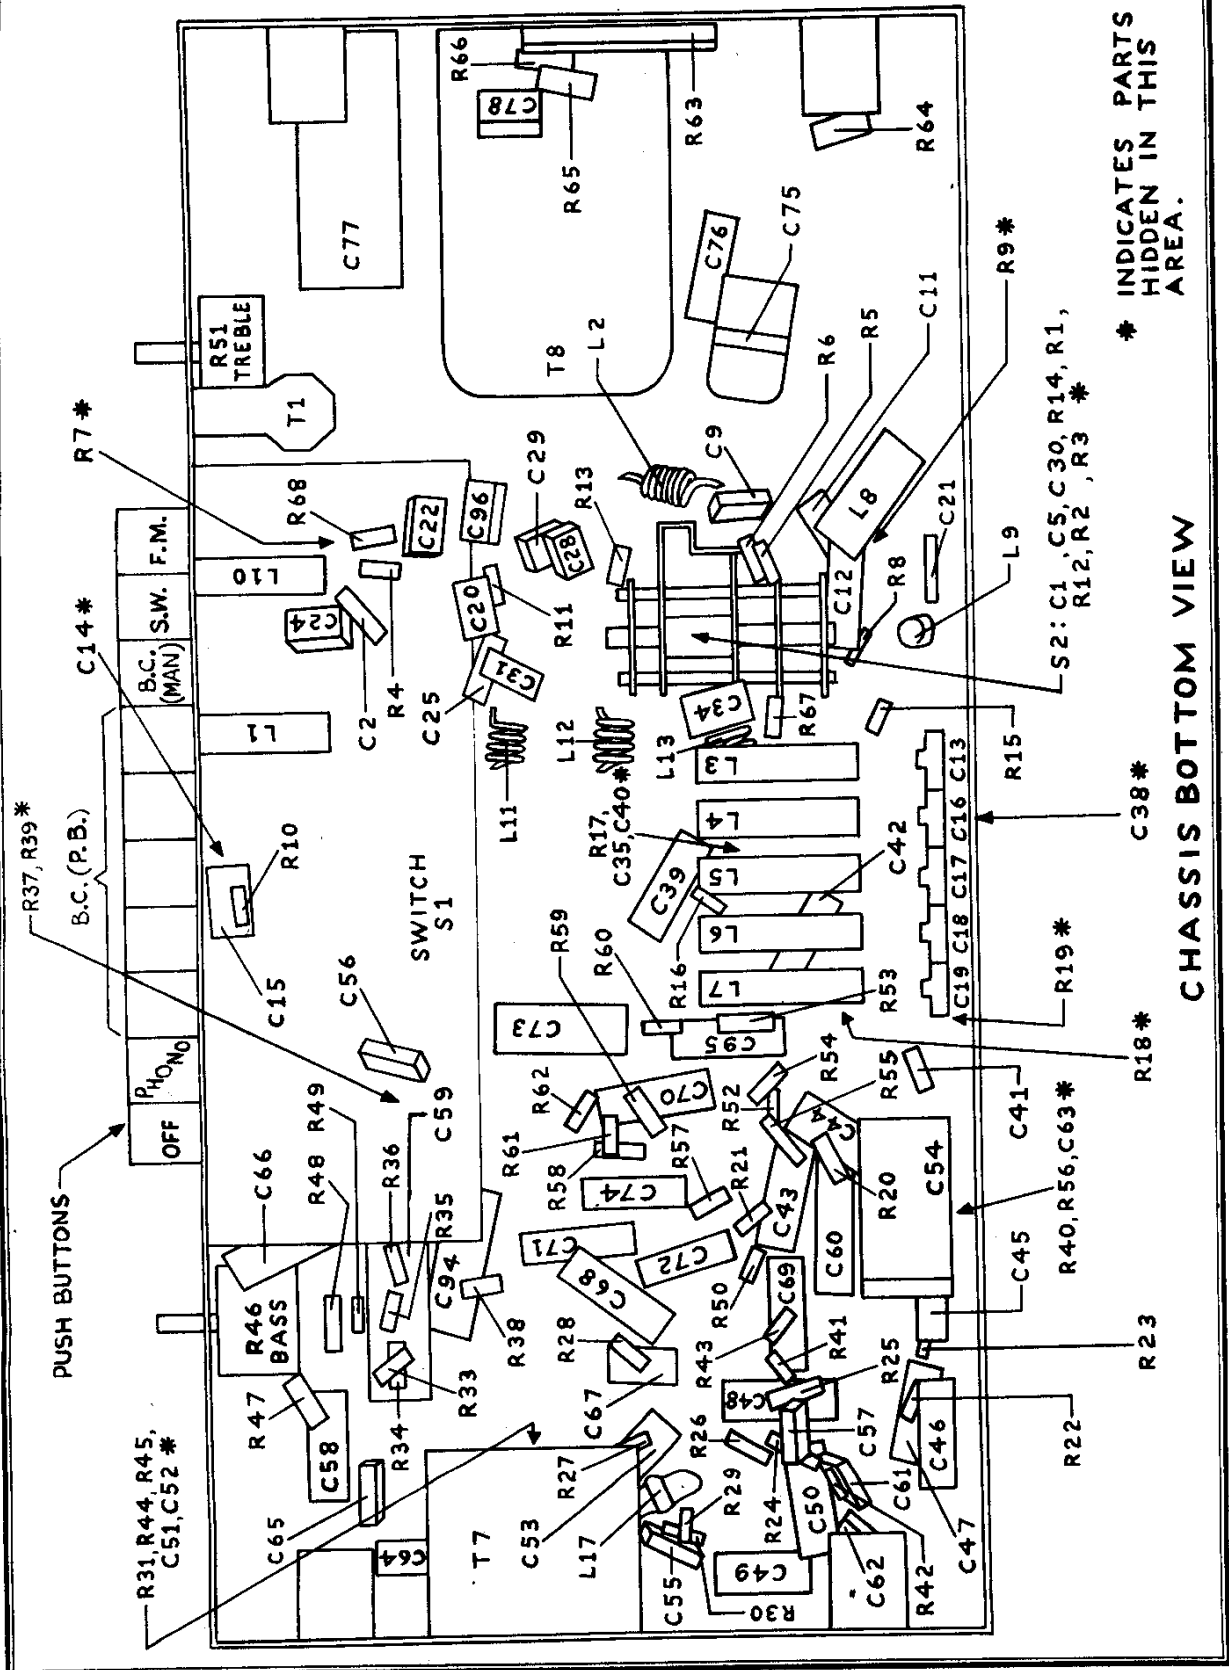 PUSH BUTTONS
OFF
PHONO
B.C. (P.B.)
B.C.
(MAN)
S.W.
F.M.
R37, R39*
C14*
R7*
R31, R44, R45,
C51, C52*
R47
R46
BASS
C66
R48
R49
R36
R35
C59
C56
C15
R10
L1
L10
C24
C2
R4
R68
C22
C96
T1
R51
TREBLE
C77
C65
C58
R34
R33
C94
R38
SWITCH
S1
C25
C31
C20
R11
C29
C28
R13
C64
T7
C53
R27
L17
C67
R28
C68
C71
C72
C74
R58
R61
R62
C70
R59
R60
C73
C95
L11
L12
L13
C34
R17,
C35, C40*
C39
R16
L7
L6
L5
L4
L3
C42
R67
T8
L2
C9
C78
R66
R65
R63
R64
C76
C75
R6
R5
C11
R9*
C55
R30
R29
C49
R26
R24
C48
R43
R41
R25
C57
C50
C61
C62
R42
C47
C46
C69
R50
R21
R57
R52
R54
R55
R53
C43
C44
C60
R20
C54
C41
C45
R22
R23
R40, R56, C63*
R18*
R19*
C19
C18
C17
C16
C13
C38*
R15
R8
C12
L8
C21
L9
S2: C1, C5, C30, R14, R1,
R12, R2, R3 *
* INDICATES PARTS
HIDDEN IN THIS
AREA.
CHASSIS BOTTOM VIEW